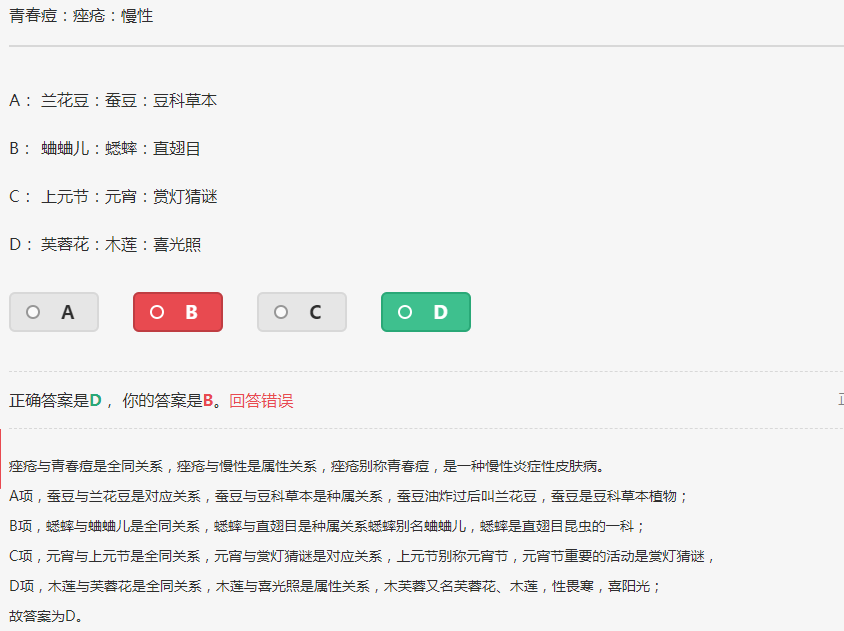 青春痘：痤疮：慢性
A： 兰花豆：蚕豆：豆科草本
B： 蛐蛐儿：蟋蟀：直翅目
C： 上元节：元宵：赏灯猜谜
D： 芙蓉花：木莲：喜光照
A B C D
正确答案是D， 你的答案是B。回答错误
痤疮与青春痘是全同关系，痤疮与慢性是属性关系，痤疮别称青春痘，是一种慢性炎症性皮肤病。
A项，蚕豆与兰花豆是对应关系，蚕豆与豆科草本是种属关系，蚕豆油炸过后叫兰花豆，蚕豆是豆科草本植物；
B项，蟋蟀与蛐蛐儿是全同关系，蟋蟀与直翅目是种属关系蟋蟀别名蛐蛐儿，蟋蟀是直翅目昆虫的一科；
C项，元宵与上元节是全同关系，元宵与赏灯猜谜是对应关系，上元节别称元宵节，元宵节重要的活动是赏灯猜谜，
D项，木莲与芙蓉花是全同关系，木莲与喜光照是属性关系，木芙蓉又名芙蓉花、木莲，性畏寒，喜阳光；
故答案为D。